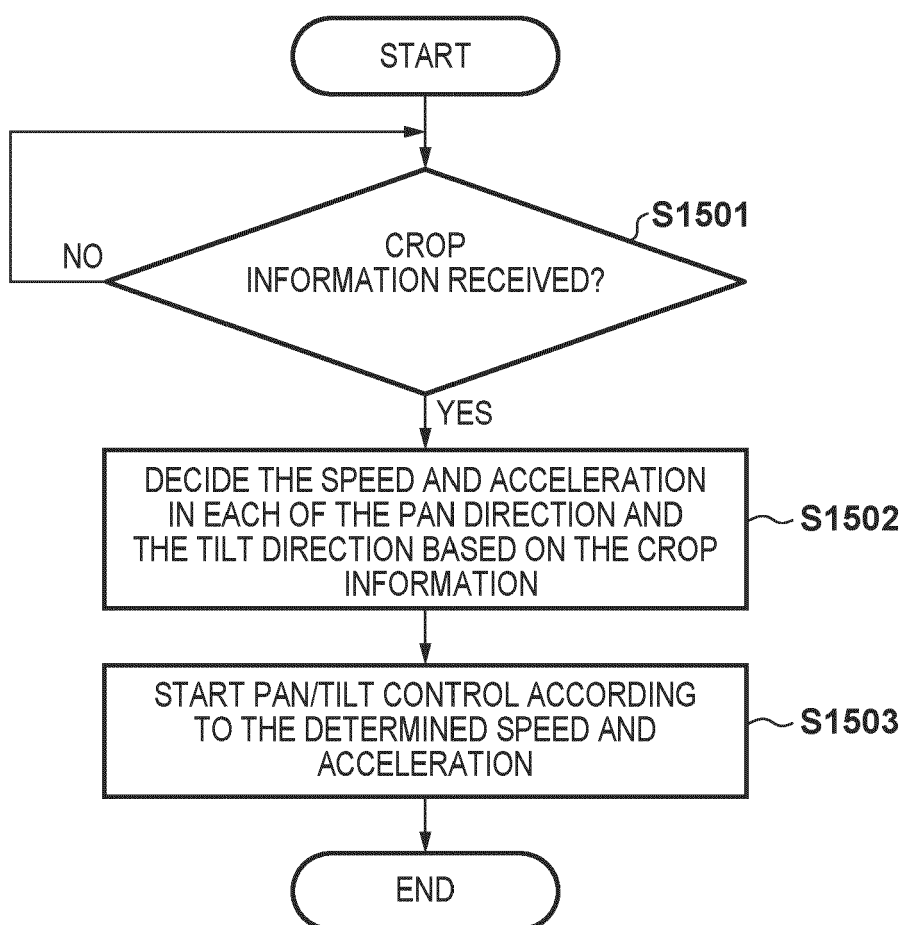 START
S1501
CROP
INFORMATION RECEIVED?
NO
YES
DECIDE THE SPEED AND ACCELERATION
IN EACH OF THE PAN DIRECTION AND
THE TILT DIRECTION BASED ON THE CROP
INFORMATION
S1502
START PAN/TILT CONTROL ACCORDING
TO THE DETERMINED SPEED AND
ACCELERATION
S1503
END